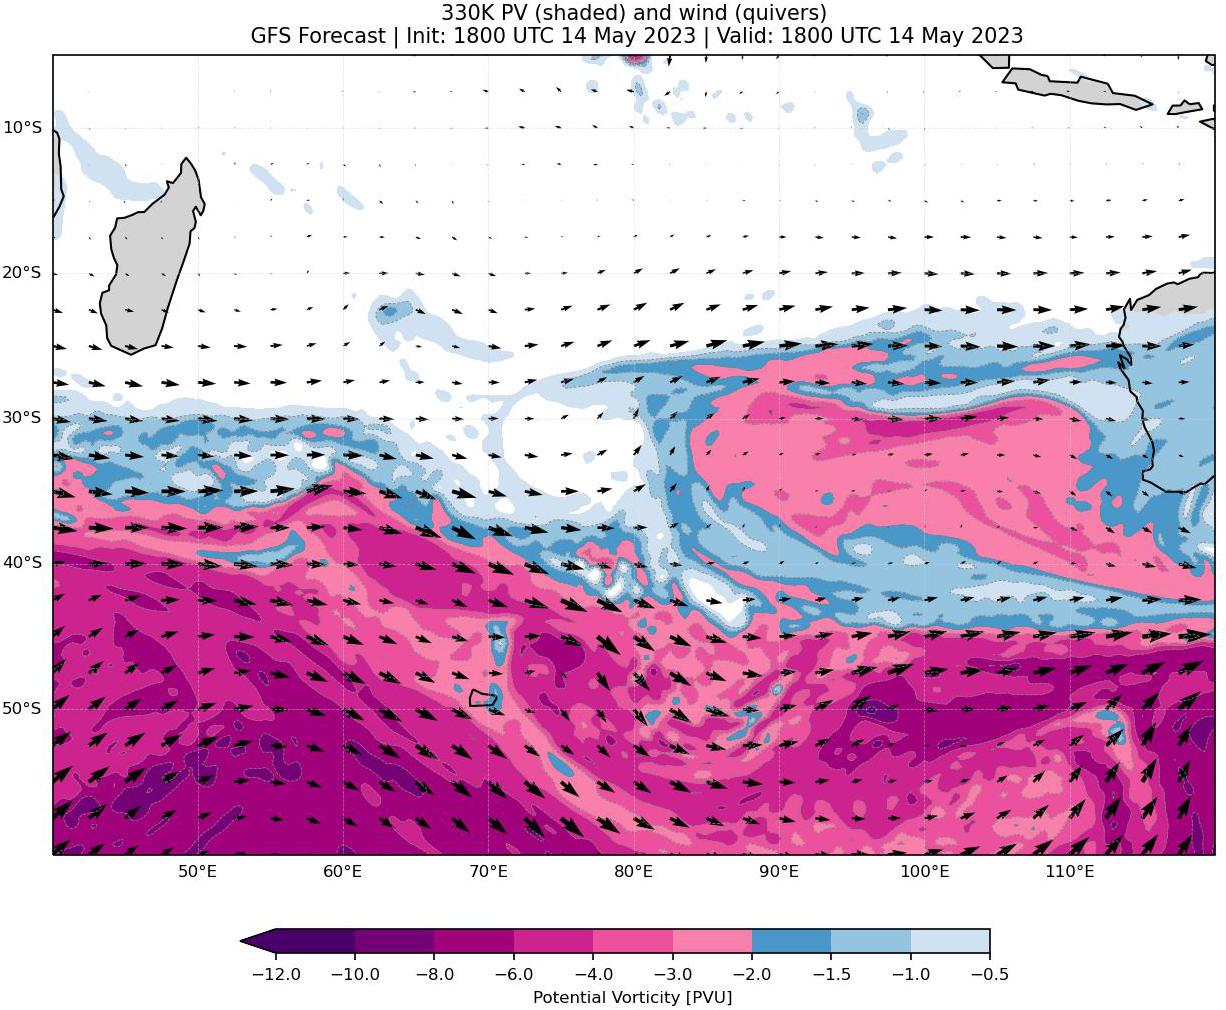 330K PV (shaded) and wind (quivers)
GFS Forecast | Init: 1800 UTC 14 May 2023 | Valid: 1800 UTC 14 May 2023
10°S
20°S
30°S
40°S
50°S
50°E 60°E 70°E 80°E 90°E 100°E 110°E
−12.0 −10.0 −8.0 −6.0 −4.0 −3.0 −2.0 −1.5 −1.0 −0.5
Potential Vorticity [PVU]